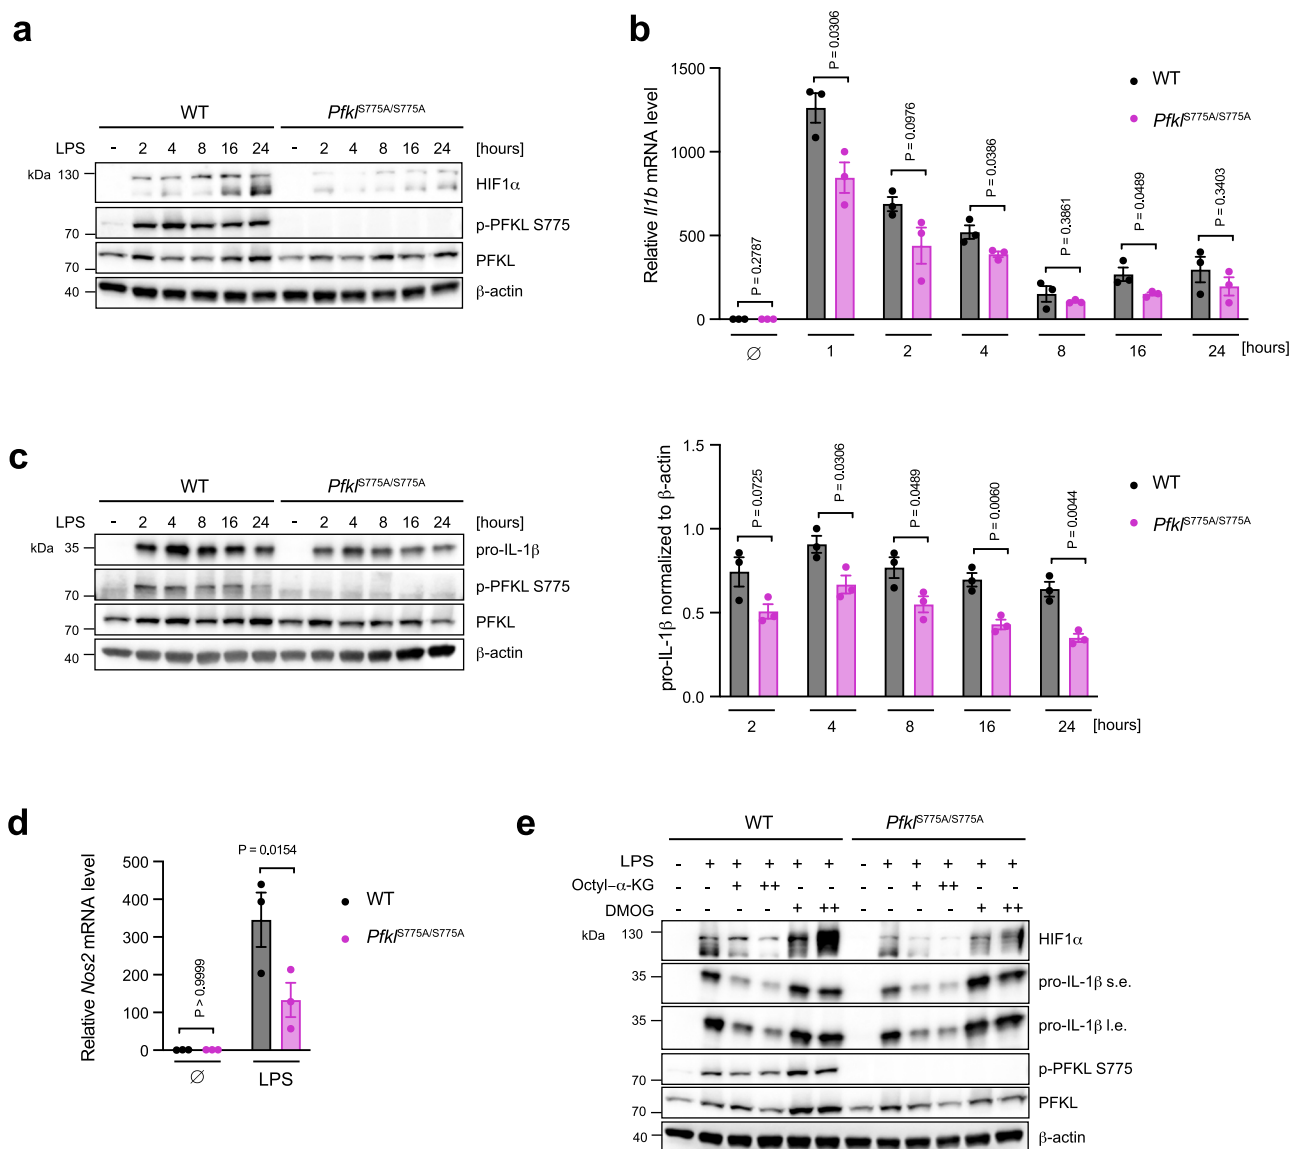 a
WT
Pfkl^S775A/S775A
LPS - 2 4 8 16 24 - 2 4 8 16 24 [hours]
kDa 130
HIF1α
p-PFKL S775
70
PFKL
70
β-actin
40
b
Relative Il1b mRNA level
1500
1000
500
0
P = 0.2787
P = 0.0306
P = 0.0976
P = 0.0386
P = 0.3861
P = 0.0489
P = 0.3403
WT
Pfkl^S775A/S775A
∅ 1 2 4 8 16 24 [hours]
c
WT
Pfkl^S775A/S775A
LPS - 2 4 8 16 24 - 2 4 8 16 24 [hours]
kDa 35
pro-IL-1β
p-PFKL S775
70
PFKL
70
β-actin
40
pro-IL-1β normalized to β-actin
1.5
1.0
0.5
0.0
P = 0.0725
P = 0.0306
P = 0.0489
P = 0.0060
P = 0.0044
WT
Pfkl^S775A/S775A
2 4 8 16 24 [hours]
d
Relative Nos2 mRNA level
500
400
300
200
100
0
P > 0.9999
P = 0.0154
WT
Pfkl^S775A/S775A
∅ LPS
e
WT
Pfkl^S775A/S775A
LPS - + + ++ + + - + + ++ + +
Octyl-α-KG - - + ++ - - - - + ++ - -
DMOG - - - - + ++ - - - - + ++
kDa 130
HIF1α
35
pro-IL-1β s.e.
35
pro-IL-1β l.e.
p-PFKL S775
70
PFKL
70
β-actin
40